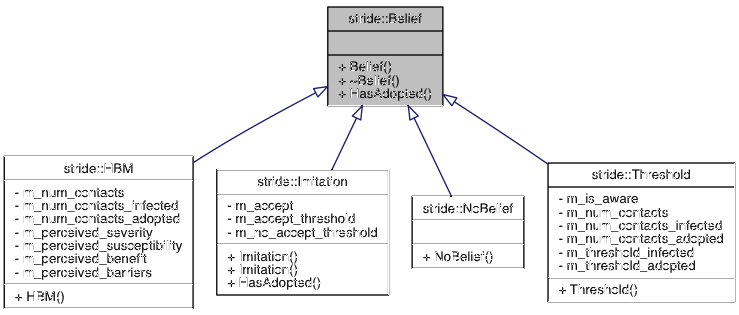 stride::Belief
+ Belief()
+ ~Belief()
+ HasAdopted()
stride::HBM
- m_num_contacts
- m_num_contacts_infected
- m_num_contacts_adopted
- m_perceived_severity
- m_perceived_susceptibility
- m_perceived_benefit
- m_perceived_barriers
+ HBM()
stride::Imitation
- m_accept
- m_accept_threshold
- m_no_accept_threshold
+ Imitation()
+ Imitation()
+ HasAdopted()
stride::NoBelief
+ NoBelief()
stride::Threshold
- m_is_aware
- m_num_contacts
- m_num_contacts_infected
- m_num_contacts_adopted
- m_threshold_infected
- m_threshold_adopted
+ Threshold()